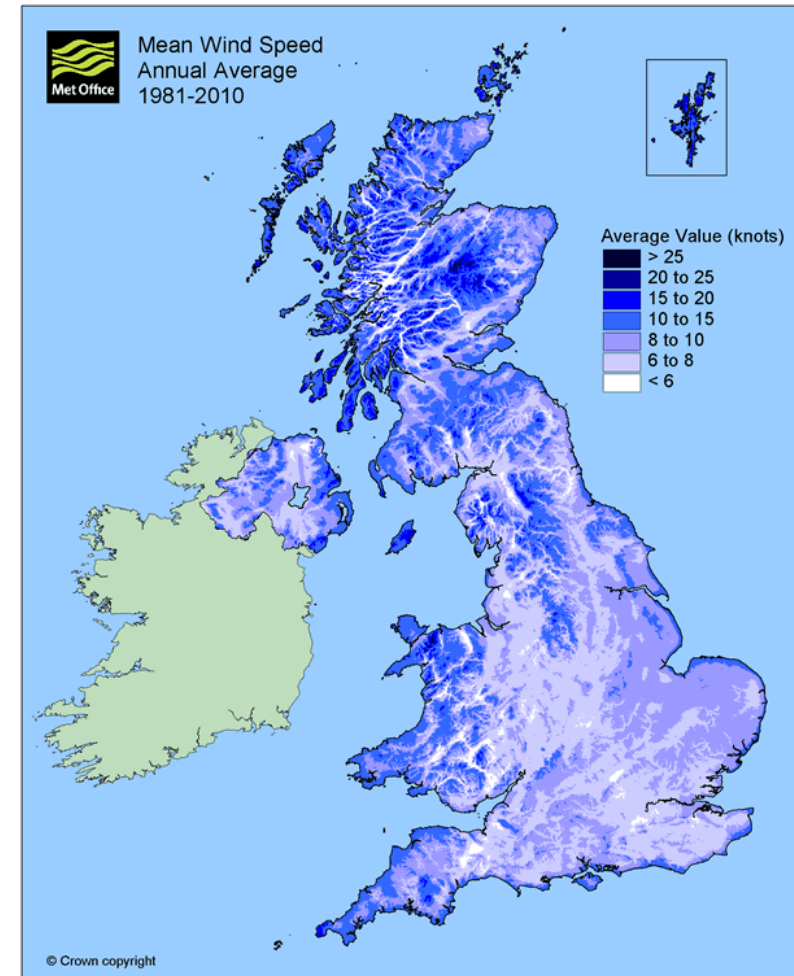 Met Office
Mean Wind Speed
Annual Average
1981-2010
Average Value (knots)
> 25
20 to 25
15 to 20
10 to 15
8 to 10
6 to 8
< 6
© Crown copyright